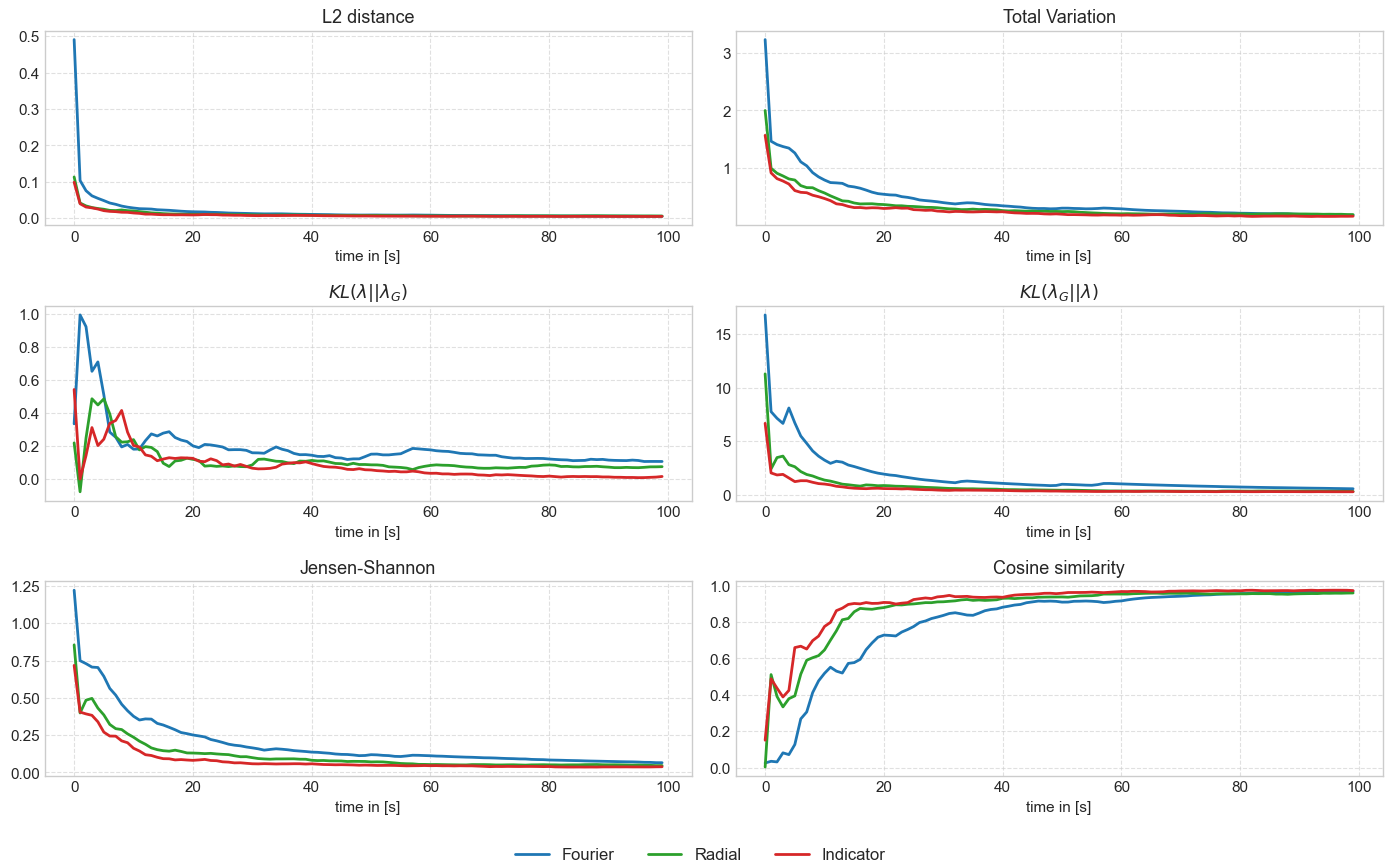 L2 distance
0.5
0.4
0.3
0.2
0.1
0.0
0 20 40 60 80 100
time in [s]
Total Variation
3
2
1
0 20 40 60 80 100
time in [s]
KL(λ||λ_G)
1.0
0.8
0.6
0.4
0.2
0.0
0 20 40 60 80 100
time in [s]
KL(λ_G||λ)
15
10
5
0
0 20 40 60 80 100
time in [s]
Jensen-Shannon
1.25
1.00
0.75
0.50
0.25
0.00
0 20 40 60 80 100
time in [s]
Cosine similarity
1.0
0.8
0.6
0.4
0.2
0.0
0 20 40 60 80 100
time in [s]
Fourier Radial Indicator